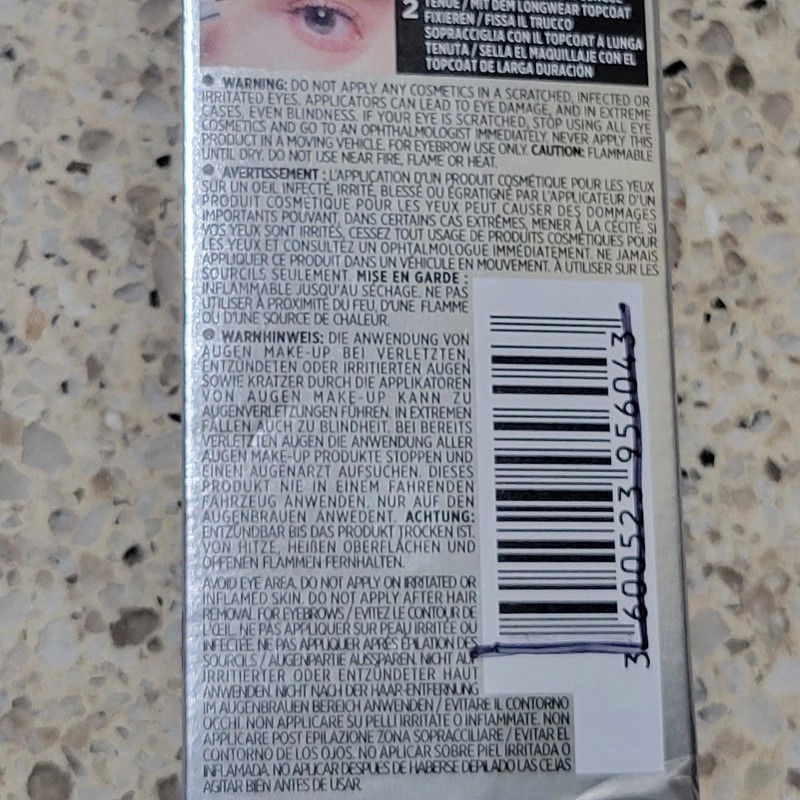 2 TENUE / MIT DEM LONGWEAR TOPCOAT
FIXIEREN / FISSA IL TRUCCO
SOPRACCIGLIA CON IL TOPCOAT A LUNGA
TENUTA / SELLA EL MAQUILLAJE CON EL
TOPCOAT DE LARGA DURACIÓN
● WARNING: DO NOT APPLY ANY COSMETICS IN A SCRATCHED, INFECTED OR
IRRITATED EYES. APPLICATORS CAN LEAD TO EYE DAMAGE, AND IN EXTREME
CASES, EVEN BLINDNESS. IF YOUR EYE IS SCRATCHED, STOP USING ALL EYE
COSMETICS AND GO TO AN OPHTHALMOLOGIST IMMEDIATELY. NEVER APPLY THIS
PRODUCT IN A MOVING VEHICLE. FOR EYEBROW USE ONLY. CAUTION: FLAMMABLE
UNTIL DRY. DO NOT USE NEAR FIRE, FLAME OR HEAT.
● AVERTISSEMENT : L'APPLICATION D'UN PRODUIT COSMÉTIQUE POUR LES YEUX
SUR UN OEIL INFECTÉ, IRRITÉ, BLESSÉ OU ÉGRATIGNÉ PAR L'APPLICATEUR D'UN
PRODUIT COSMÉTIQUE POUR LES YEUX PEUT CAUSER DES DOMMAGES
IMPORTANTS POUVANT, DANS CERTAINS CAS EXTRÊMES, MENER À LA CÉCITÉ. SI
VOS YEUX SONT IRRITÉS, CESSEZ TOUT USAGE DE PRODUITS COSMÉTIQUES POUR
LES YEUX ET CONSULTEZ UN OPHTALMOLOGUE IMMÉDIATEMENT. NE JAMAIS
APPLIQUER CE PRODUIT DANS UN VÉHICULE EN MOUVEMENT. À UTILISER SUR LES
SOURCILS SEULEMENT. MISE EN GARDE :
INFLAMMABLE JUSQU'AU SÉCHAGE. NE PAS
UTILISER À PROXIMITÉ DU FEU, D'UNE FLAMME
OU D'UNE SOURCE DE CHALEUR.
● WARNHINWEIS: DIE ANWENDUNG VON
AUGEN MAKE-UP BEI VERLETZTEN,
ENTZÜNDETEN ODER IRRITIERTEN AUGEN
SOWIE KRATZER DURCH DIE APPLIKATOREN
VON AUGEN MAKE-UP KANN ZU
AUGENVERLETZUNGEN FÜHREN. IN EXTREMEN
FÄLLEN AUCH ZU BLINDHEIT. BEI BEREITS
VERLETZTEN AUGEN DIE ANWENDUNG ALLER
AUGEN MAKE-UP PRODUKTE STOPPEN UND
EINEN AUGENARZT AUFSUCHEN. DIESES
PRODUKT NIE IN EINEM FAHRENDEN
FAHRZEUG ANWENDEN. NUR AUF DEN
AUGENBRAUEN ANWEDENT. ACHTUNG:
ENTZÜNDBAR BIS DAS PRODUKT TROCKEN IST.
VON HITZE, HEIßEN OBERFLÄCHEN UND
OFFENEN FLAMMEN FERNHALTEN.
AVOID EYE AREA. DO NOT APPLY ON IRRITATED OR
INFLAMED SKIN. DO NOT APPLY AFTER HAIR
REMOVAL FOR EYEBROWS / EVITEZ LE CONTOUR DE
L'ŒIL. NE PAS APPLIQUER SUR PEAU IRRITÉE OU
INFECTÉE NE PAS APPLIQUER APRÈS ÉPILATION DES
SOURCILS / AUGENPARTIE AUSSPAREN. NICHT AUF
IRRITIERTER ODER ENTZÜNDETER HAUT
ANWENDEN. NICHT NACH DER HAAR-ENTFERNUNG
IM AUGENBRAUEN BEREICH ANWENDEN / EVITARE IL CONTORNO
OCCHI. NON APPLICARE SU PELLI IRRITATE O INFIAMMATE. NON
APPLICARE POST EPILAZIONE ZONA SOPRACCILIARE / EVITAR EL
CONTORNO DE LOS OJOS. NO APLICAR SOBRE PIEL IRRITADA O
INFLAMADA. NO APLICAR DESPUES DE HABERSE DEPILADO LAS CEJAS
AGITAR BIEN ANTES DE USAR.
3 600523 956043